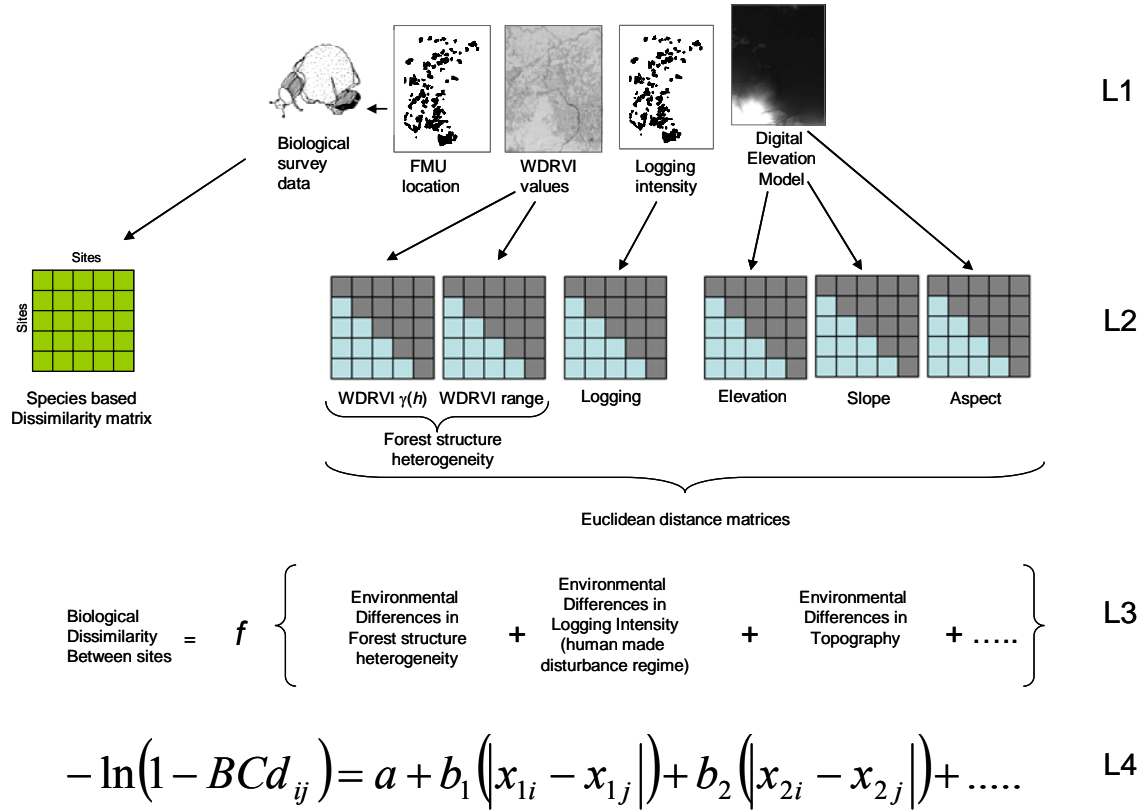 L1
Biological
survey
data
FMU
location
WDRVI
values
Logging
intensity
Digital
Elevation
Model
Sites
Sites
L2
Species based
Dissimilarity matrix
WDRVI γ(h)
WDRVI range
Logging
Elevation
Slope
Aspect
Forest structure
heterogeneity
Euclidean distance matrices
L3
Biological
Dissimilarity
Between sites
= f {
Environmental
Differences in
Forest structure
heterogeneity
+
Environmental
Differences in
Logging Intensity
(human made
disturbance regime)
+
Environmental
Differences in
Topography
+ ..... }
− ln(1 − BCd_ij) = a + b_1(|x_1i − x_1j|) + b_2(|x_2i − x_2j|) + .....
L4